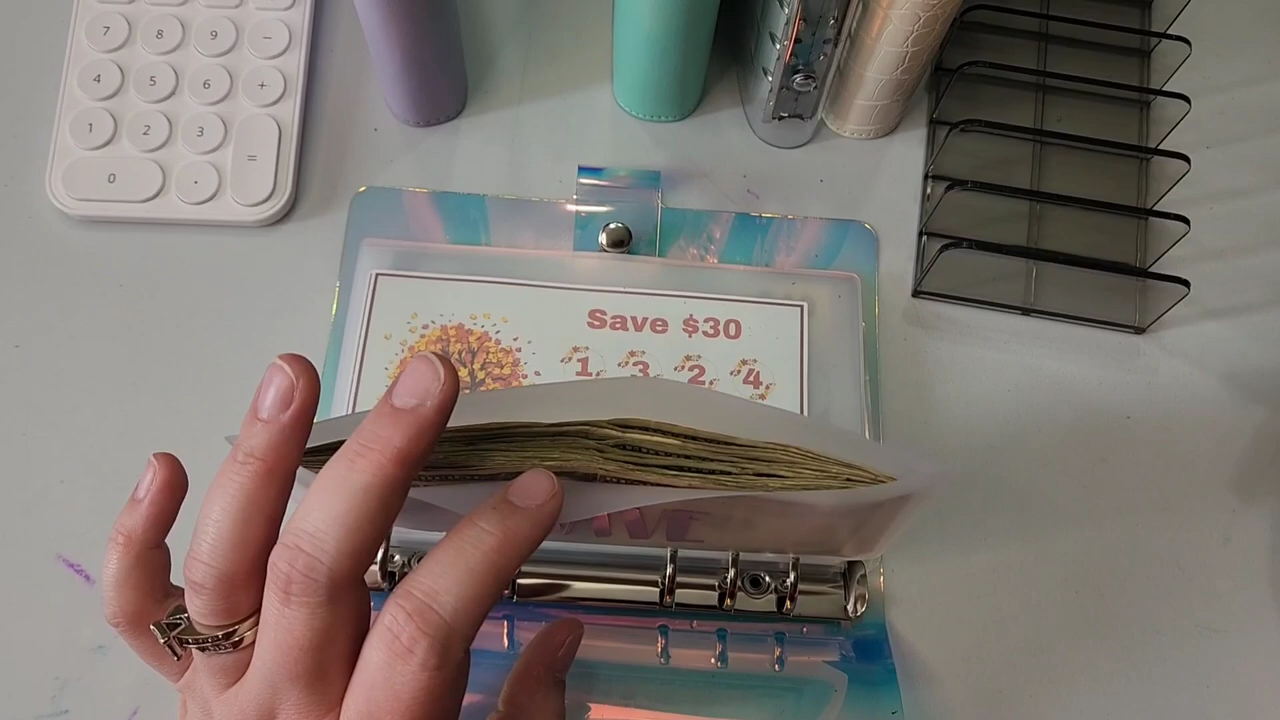 7 8 9 −
4 5 6 +
1 2 3
0 . =
Save $30
1 3 2 4